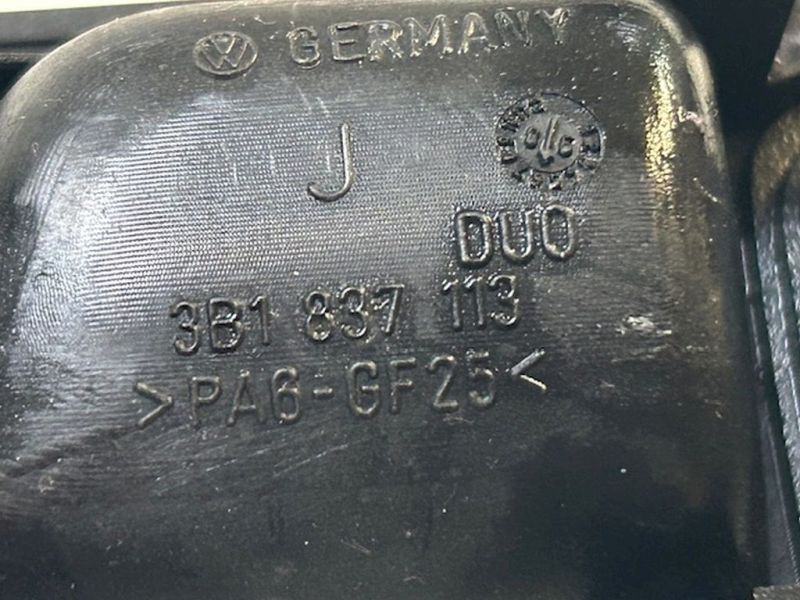 GERMANY
J
DUO
3B1 837 113
>PA6-GF25<